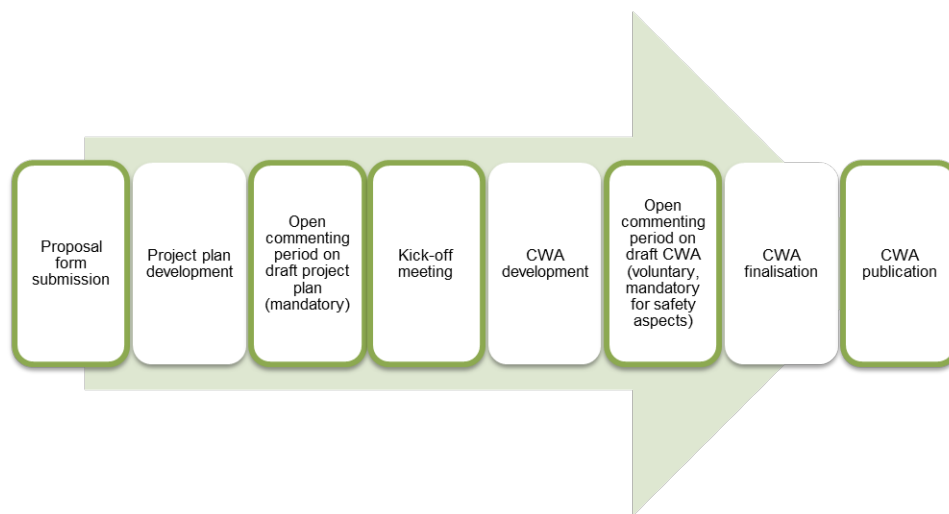 Proposal
form
submission
Project plan
development
Open
commenting
period on
draft project
plan
(mandatory)
Kick-off
meeting
CWA
development
Open
commenting
period on
draft CWA
(voluntary,
mandatory
for safety
aspects)
CWA
finalisation
CWA
publication